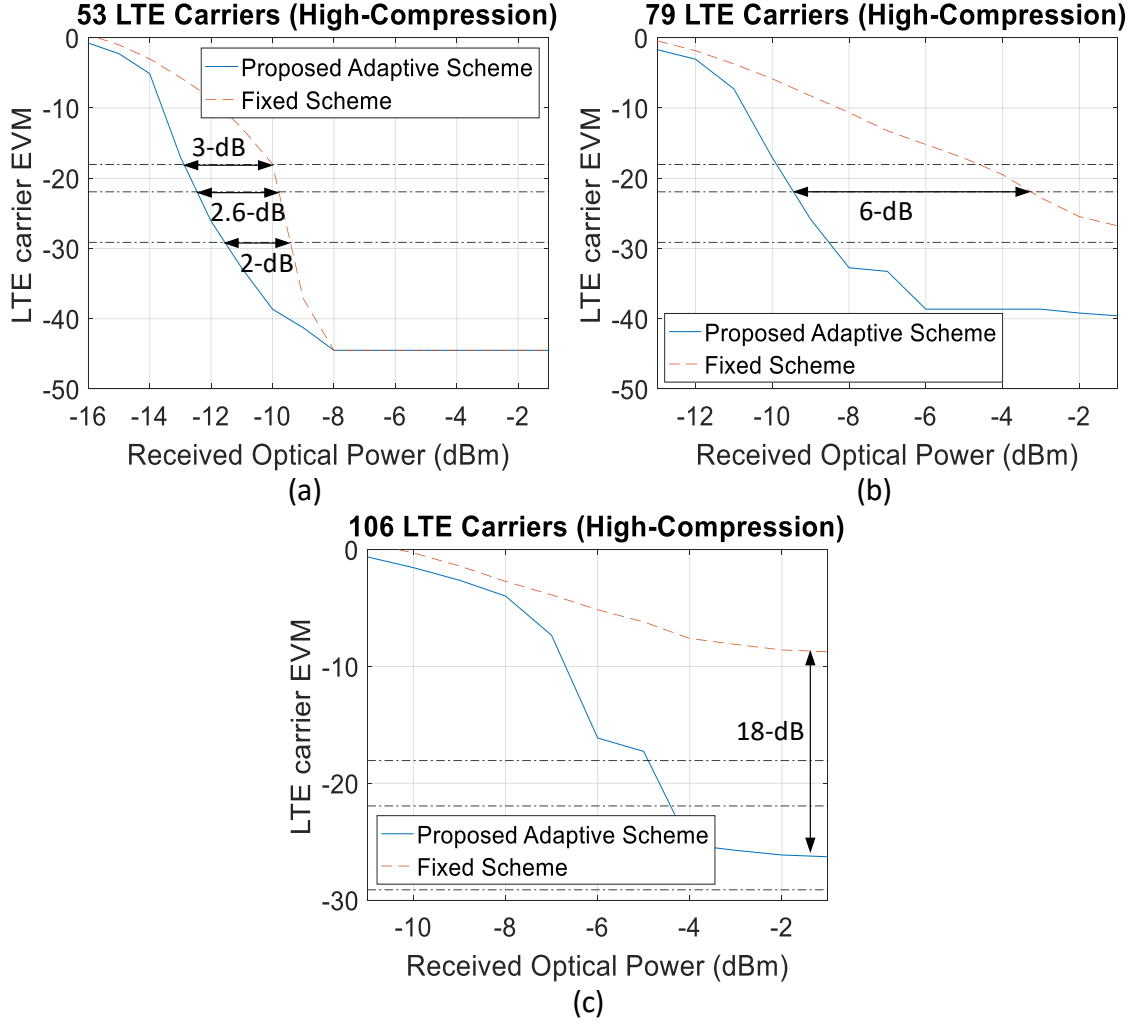 53 LTE Carriers (High-Compression)
0
-10
-20
-30
-40
-50
LTE carrier EVM
Proposed Adaptive Scheme
Fixed Scheme
3-dB
2.6-dB
2-dB
-16 -14 -12 -10 -8 -6 -4 -2
Received Optical Power (dBm)
(a)
79 LTE Carriers (High-Compression)
0
-10
-20
-30
-40
-50
LTE carrier EVM
6-dB
Proposed Adaptive Scheme
Fixed Scheme
-12 -10 -8 -6 -4 -2
Received Optical Power (dBm)
(b)
106 LTE Carriers (High-Compression)
0
-10
-20
-30
LTE carrier EVM
18-dB
Proposed Adaptive Scheme
Fixed Scheme
-10 -8 -6 -4 -2
Received Optical Power (dBm)
(c)